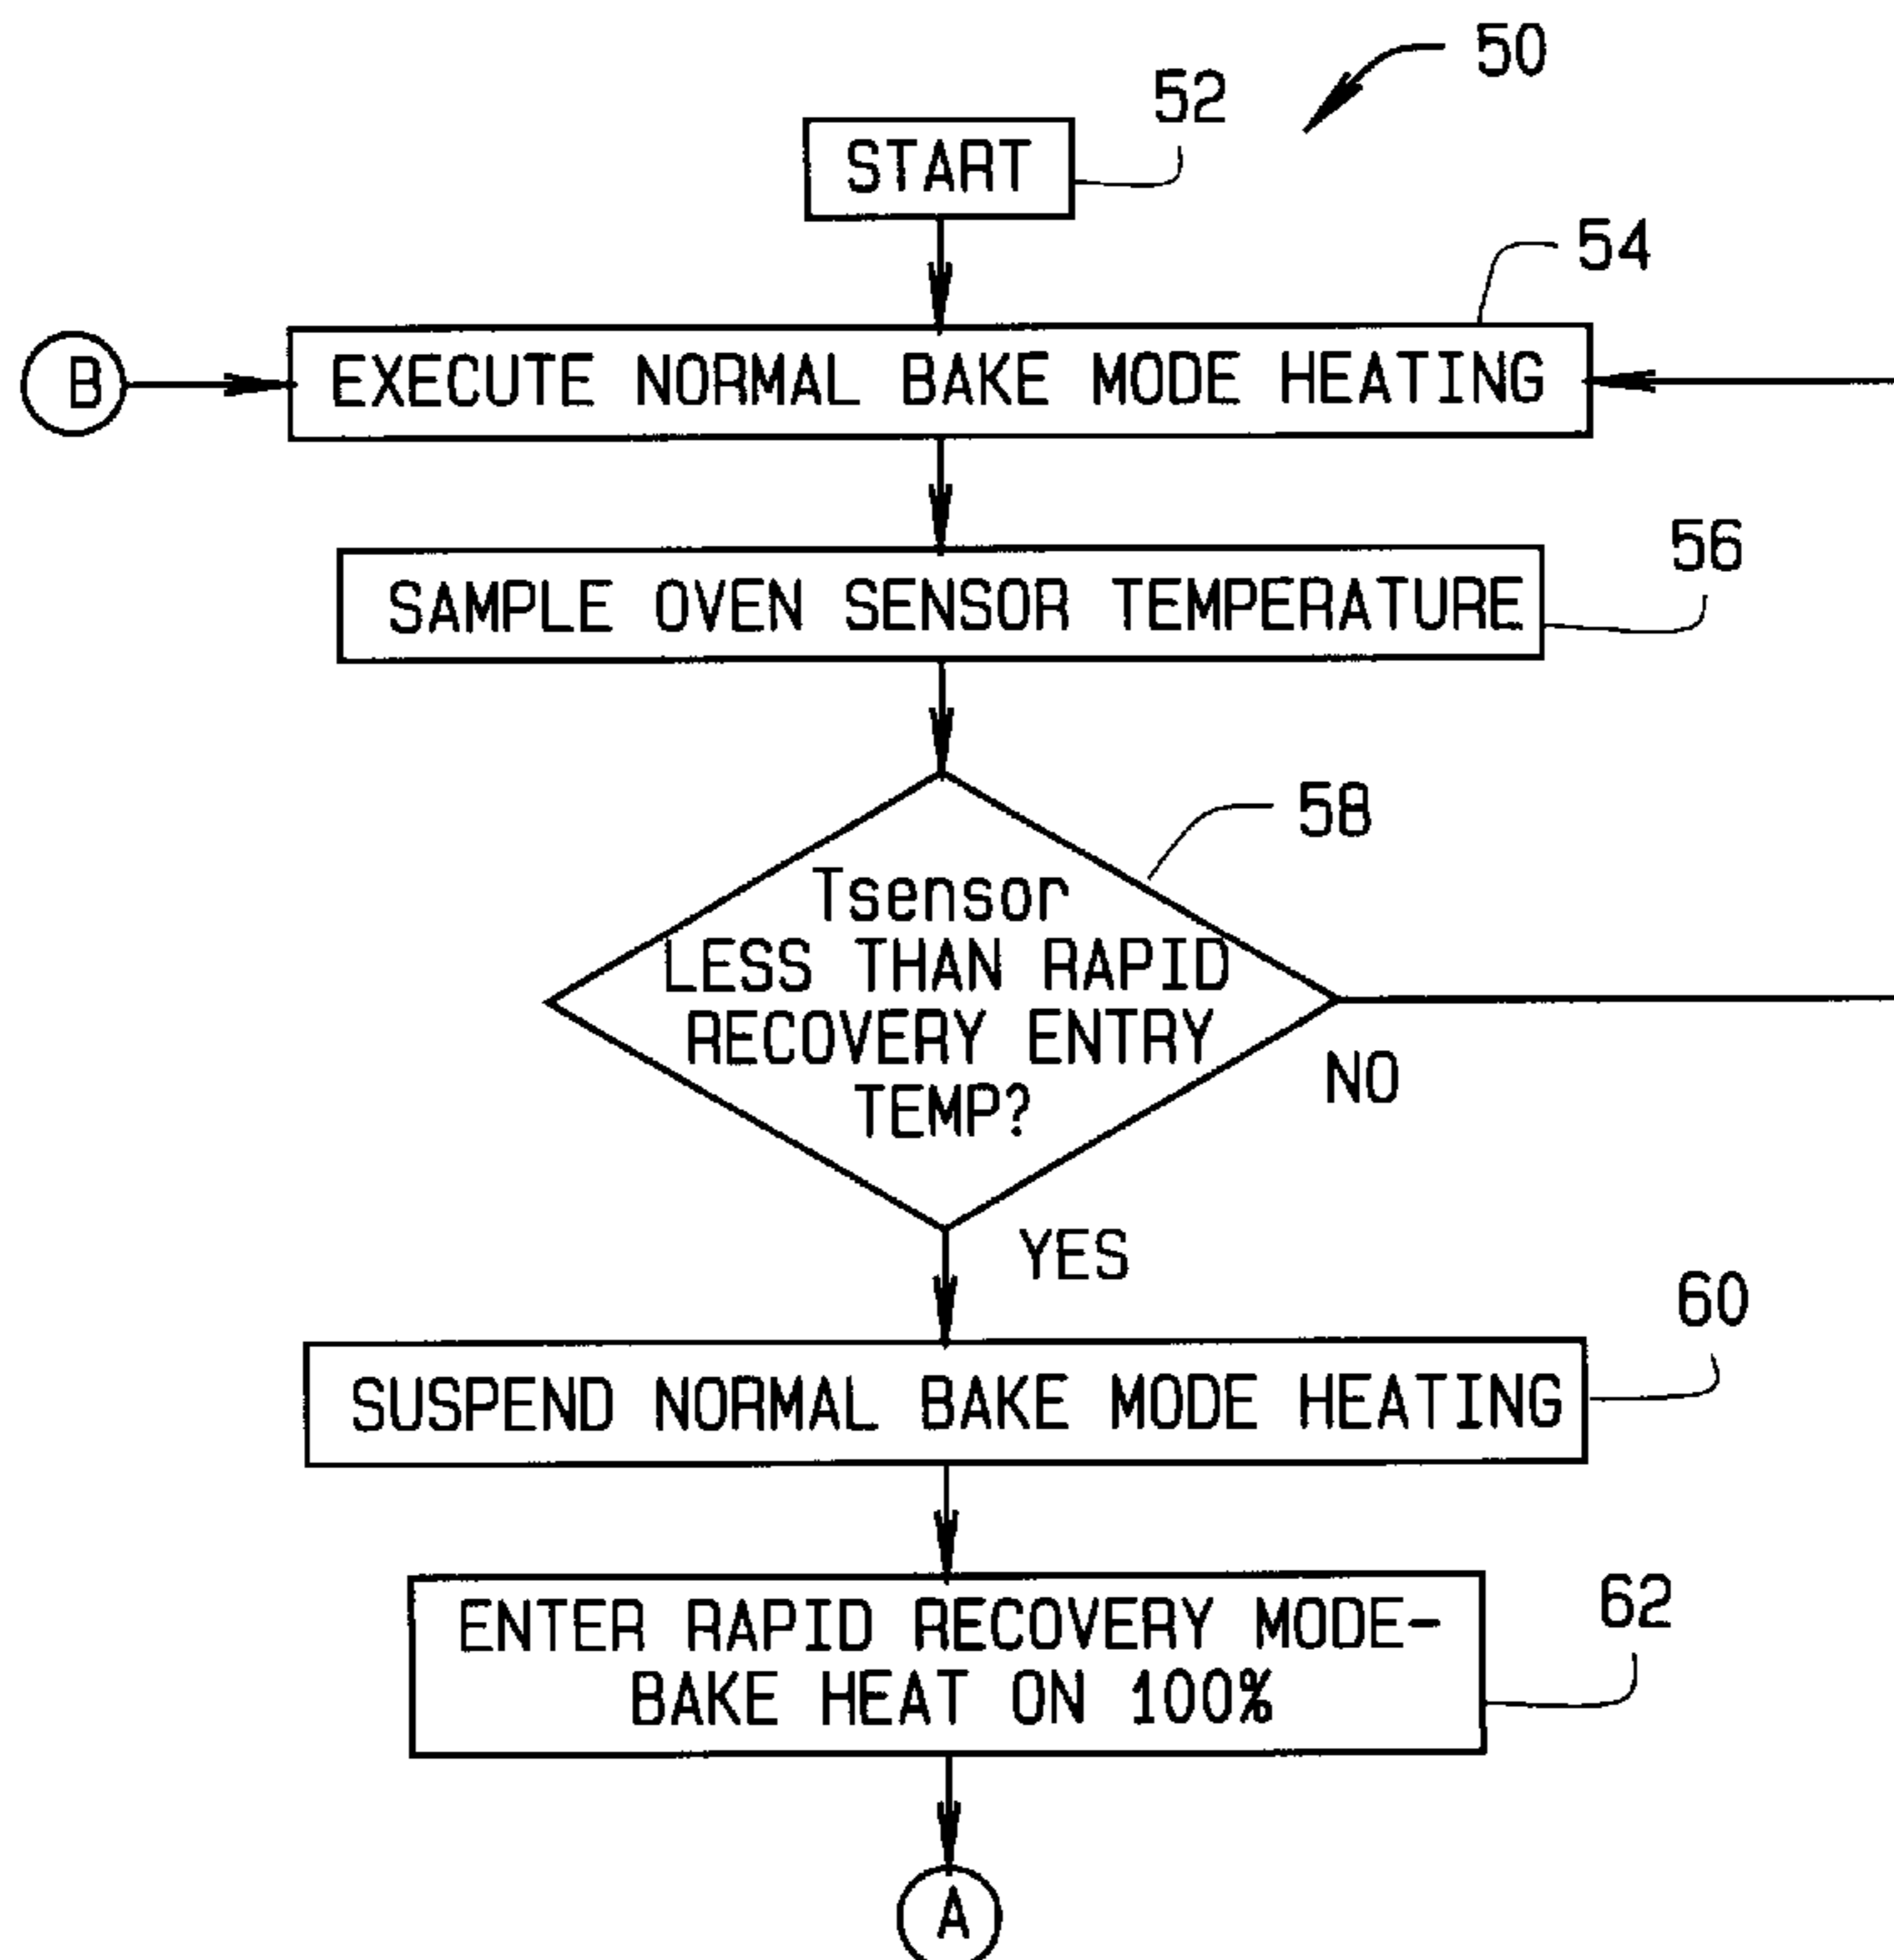 50
52
START
54
B
EXECUTE NORMAL BAKE MODE HEATING
56
SAMPLE OVEN SENSOR TEMPERATURE
58
Tsensor
LESS THAN RAPID
RECOVERY ENTRY
TEMP?
NO
YES
60
SUSPEND NORMAL BAKE MODE HEATING
62
ENTER RAPID RECOVERY MODE-
BAKE HEAT ON 100%
A